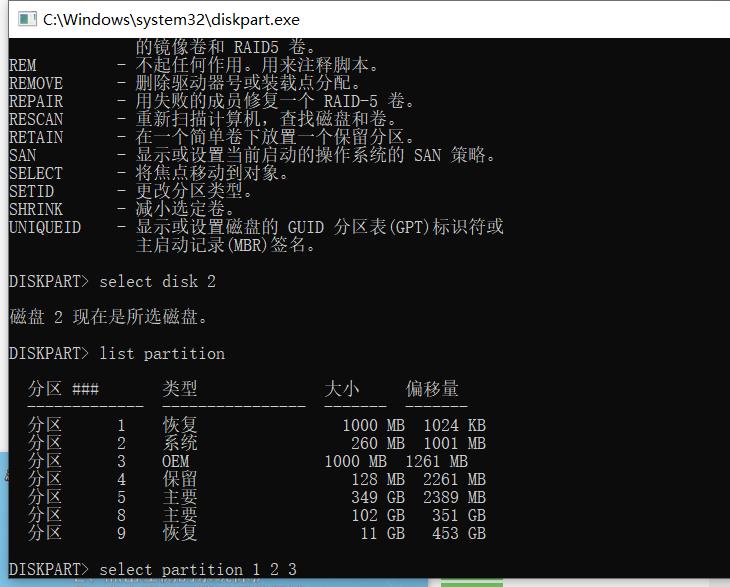 C:\Windows\system32\diskpart.exe
的镜像卷和 RAID5 卷。
REM - 不起任何作用。用来注释脚本。
REMOVE - 删除驱动器号或装载点分配。
REPAIR - 用失败的成员修复一个 RAID-5 卷。
RESCAN - 重新扫描计算机，查找磁盘和卷。
RETAIN - 在一个简单卷下放置一个保留分区。
SAN - 显示或设置当前启动的操作系统的 SAN 策略。
SELECT - 将焦点移动到对象。
SETID - 更改分区类型。
SHRINK - 减小选定卷。
UNIQUEID - 显示或设置磁盘的 GUID 分区表(GPT)标识符或
主启动记录(MBR)签名。
DISKPART> select disk 2
磁盘 2 现在是所选磁盘。
DISKPART> list partition
分区 ### 类型 大小 偏移量
------------- ---------------- ------- -------
分区 1 恢复 1000 MB 1024 KB
分区 2 系统 260 MB 1001 MB
分区 3 OEM 1000 MB 1261 MB
分区 4 保留 128 MB 2261 MB
分区 5 主要 349 GB 2389 MB
分区 8 主要 102 GB 351 GB
分区 9 恢复 11 GB 453 GB
DISKPART> select partition 1 2 3